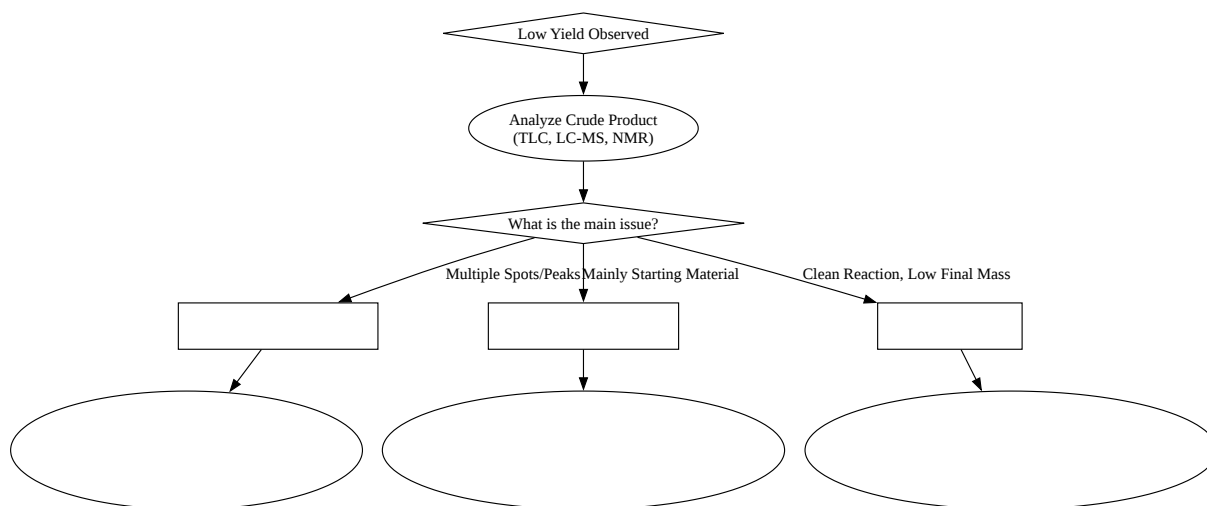 Low Yield Observed
Analyze Crude Product
(TLC, LC-MS, NMR)
What is the main issue?
Multiple Spots/Peaks
Mainly Starting Material
Clean Reaction, Low Final Mass